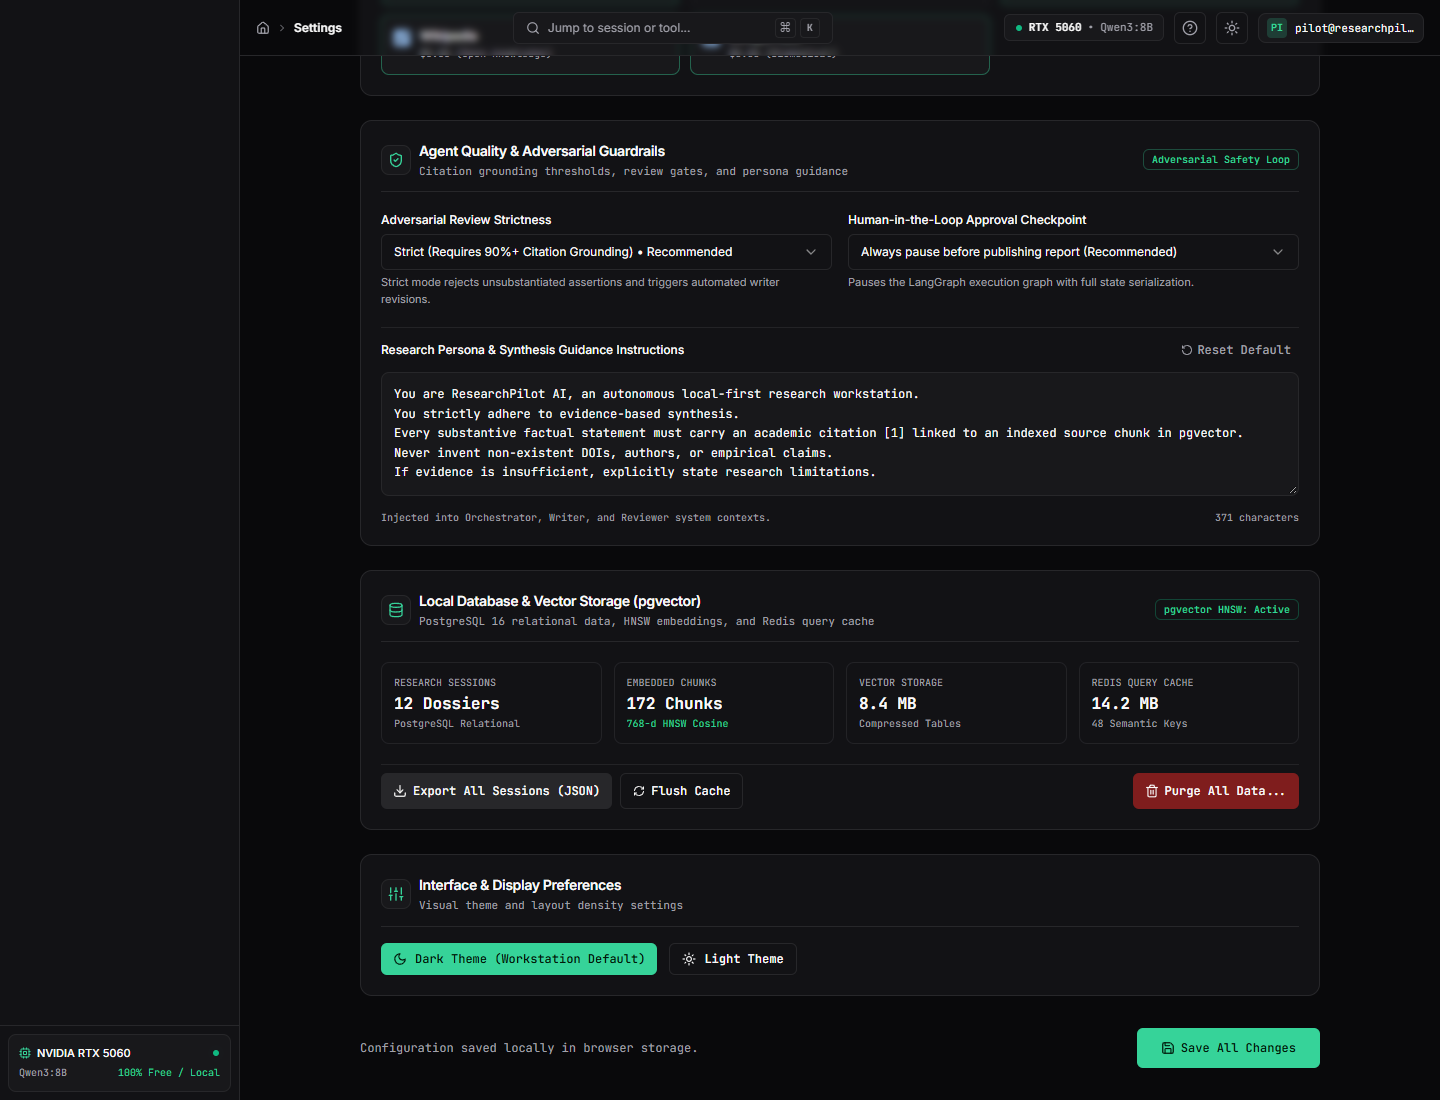 Settings
Jump to session or tool...
⌘ K
RTX 5060 • Qwen3:8B
PI pilot@researchpil…
Agent Quality & Adversarial Guardrails
Citation grounding thresholds, review gates, and persona guidance
Adversarial Safety Loop
Adversarial Review Strictness
Strict (Requires 90%+ Citation Grounding) • Recommended
Strict mode rejects unsubstantiated assertions and triggers automated writer
revisions.
Human-in-the-Loop Approval Checkpoint
Always pause before publishing report (Recommended)
Pauses the LangGraph execution graph with full state serialization.
Research Persona & Synthesis Guidance Instructions
Reset Default
You are ResearchPilot AI, an autonomous local-first research workstation.
You strictly adhere to evidence-based synthesis.
Every substantive factual statement must carry an academic citation [1] linked to an indexed source chunk in pgvector.
Never invent non-existent DOIs, authors, or empirical claims.
If evidence is insufficient, explicitly state research limitations.
Injected into Orchestrator, Writer, and Reviewer system contexts.
371 characters
Local Database & Vector Storage (pgvector)
PostgreSQL 16 relational data, HNSW embeddings, and Redis query cache
pgvector HNSW: Active
RESEARCH SESSIONS
12 Dossiers
PostgreSQL Relational
EMBEDDED CHUNKS
172 Chunks
768-d HNSW Cosine
VECTOR STORAGE
8.4 MB
Compressed Tables
REDIS QUERY CACHE
14.2 MB
48 Semantic Keys
Export All Sessions (JSON)
Flush Cache
Purge All Data...
Interface & Display Preferences
Visual theme and layout density settings
Dark Theme (Workstation Default)
Light Theme
Configuration saved locally in browser storage.
Save All Changes
NVIDIA RTX 5060
Qwen3:8B
100% Free / Local